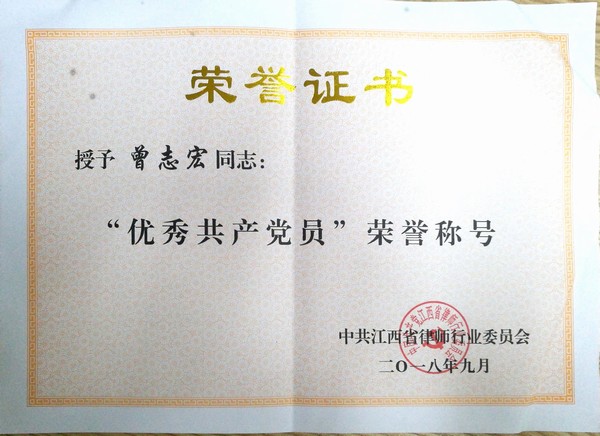 荣誉证书
授予 曾志宏 同志：
“优秀共产党员”荣誉称号
中共江西省律师行业委员会
二〇一八年九月